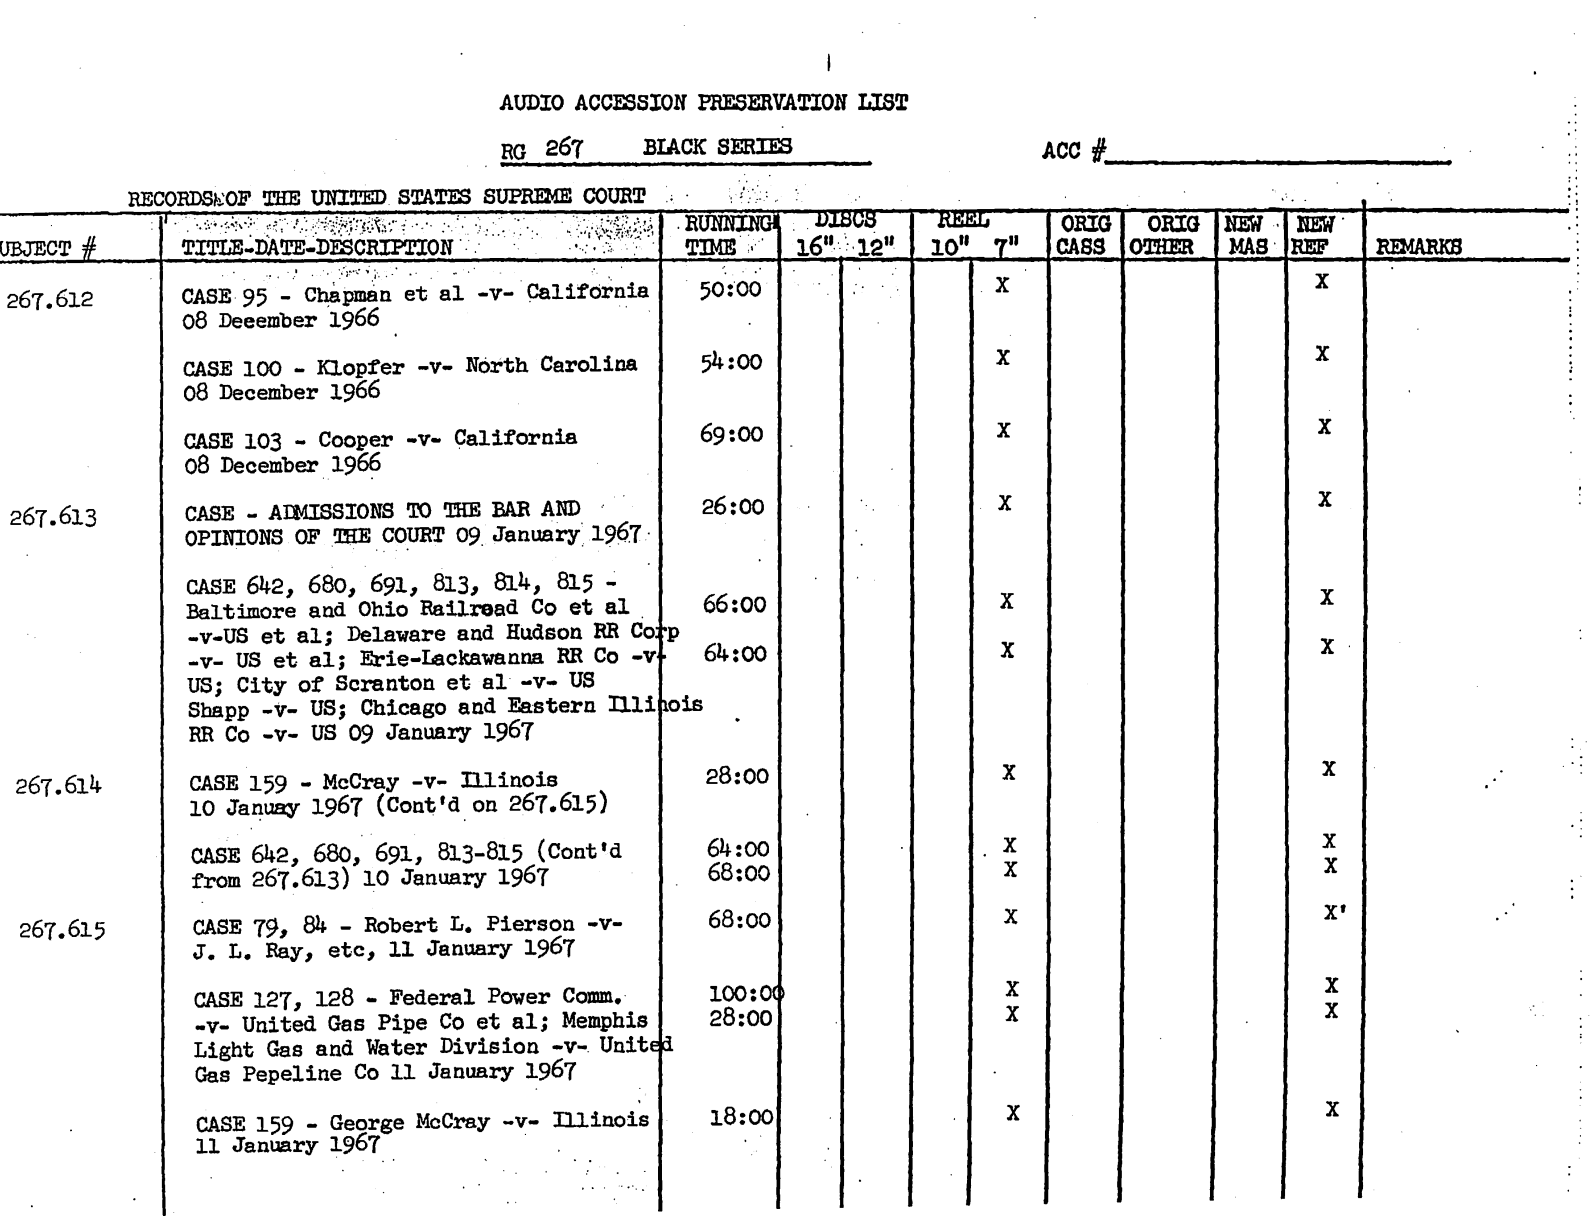 AUDIO ACCESSION PRESERVATION LIST
RG 267 BLACK SERIES ACC #
RECORDS OF THE UNITED STATES SUPREME COURT
RUNNING DISCS REEL ORIG ORIG NEW NEW
UBJECT # TITLE-DATE-DESCRIPTION TIME 16" 12" 10" 7" CASS OTHER MAS REF REMARKS
267.612 CASE 95 - Chapman et al -v- California 50:00 X X
08 Deeember 1966
CASE 100 - Klopfer -v- North Carolina 54:00 X X
08 December 1966
CASE 103 - Cooper -v- California 69:00 X X
08 December 1966
267.613 CASE - ADMISSIONS TO THE BAR AND 26:00 X X
OPINIONS OF THE COURT 09 January 1967
CASE 642, 680, 691, 813, 814, 815 -
Baltimore and Ohio Railroad Co et al 66:00 X X
-v-US et al; Delaware and Hudson RR Corp
-v- US et al; Erie-Lackawanna RR Co -v- 64:00 X X
US; City of Scranton et al -v- US
Shapp -v- US; Chicago and Eastern Illinois
RR Co -v- US 09 January 1967
267.614 CASE 159 - McCray -v- Illinois 28:00 X X
10 Januay 1967 (Cont'd on 267.615)
CASE 642, 680, 691, 813-815 (Cont'd 64:00 X X
from 267.613) 10 January 1967 68:00 X X
267.615 CASE 79, 84 - Robert L. Pierson -v- 68:00 X X'
J. L. Ray, etc, 11 January 1967
CASE 127, 128 - Federal Power Comm. 100:00 X X
-v- United Gas Pipe Co et al; Memphis 28:00 X X
Light Gas and Water Division -v- United
Gas Pepeline Co 11 January 1967
CASE 159 - George McCray -v- Illinois 18:00 X X
11 January 1967